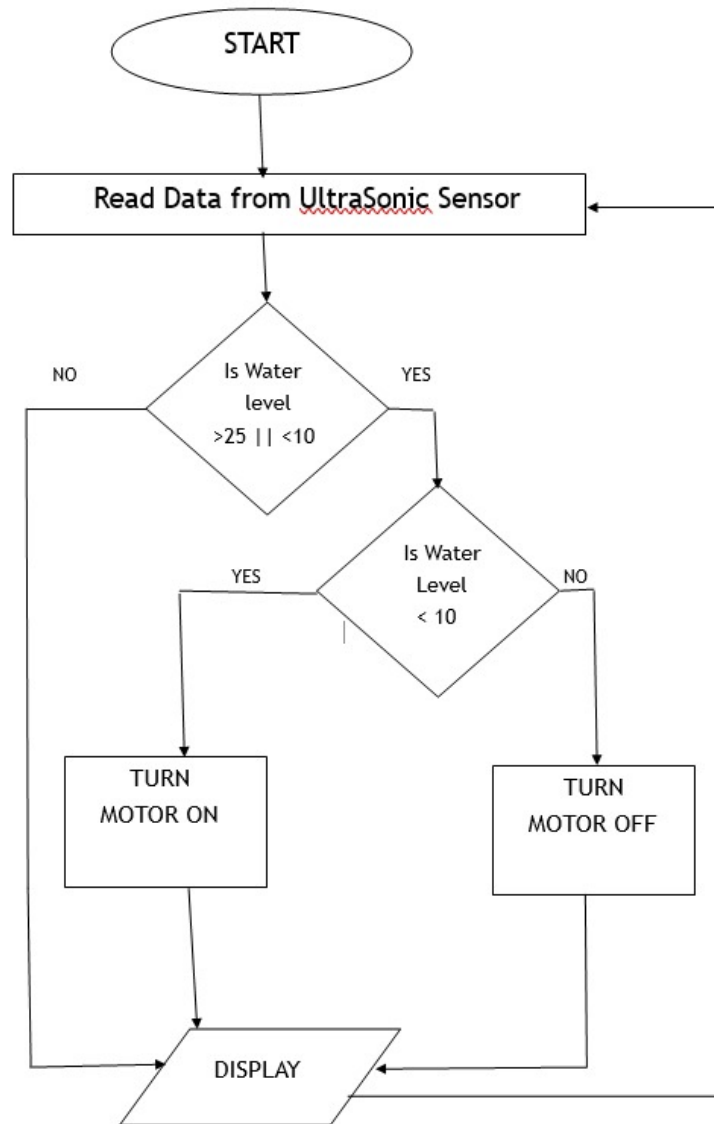 START
Read Data from UltraSonic Sensor
NO
YES
Is Water
level
>25 || <10
Is Water
Level
< 10
YES
NO
TURN
MOTOR ON
TURN
MOTOR OFF
DISPLAY